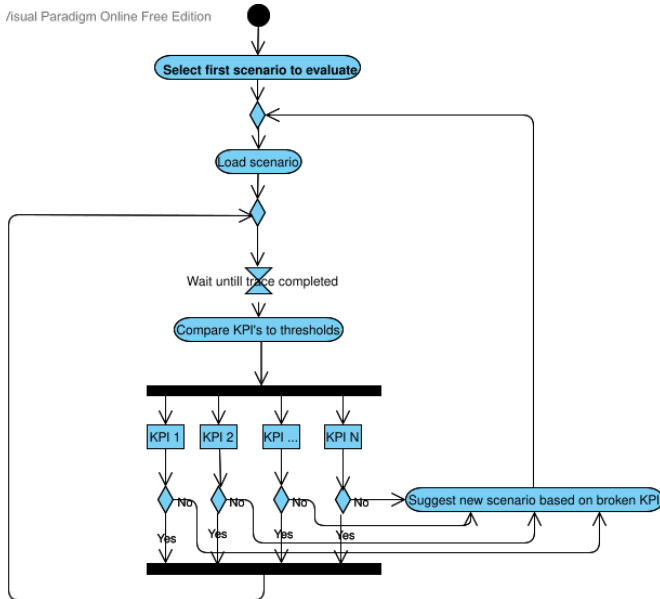 /isual Paradigm Online Free Edition
Select first scenario to evaluate
Load scenario
Wait untill trace completed
Compare KPI's to thresholds
KPI 1
KPI 2
KPI ...
KPI N
No
No
No
No
Suggest new scenario based on broken KPI
Yes
Yes
Yes
Yes